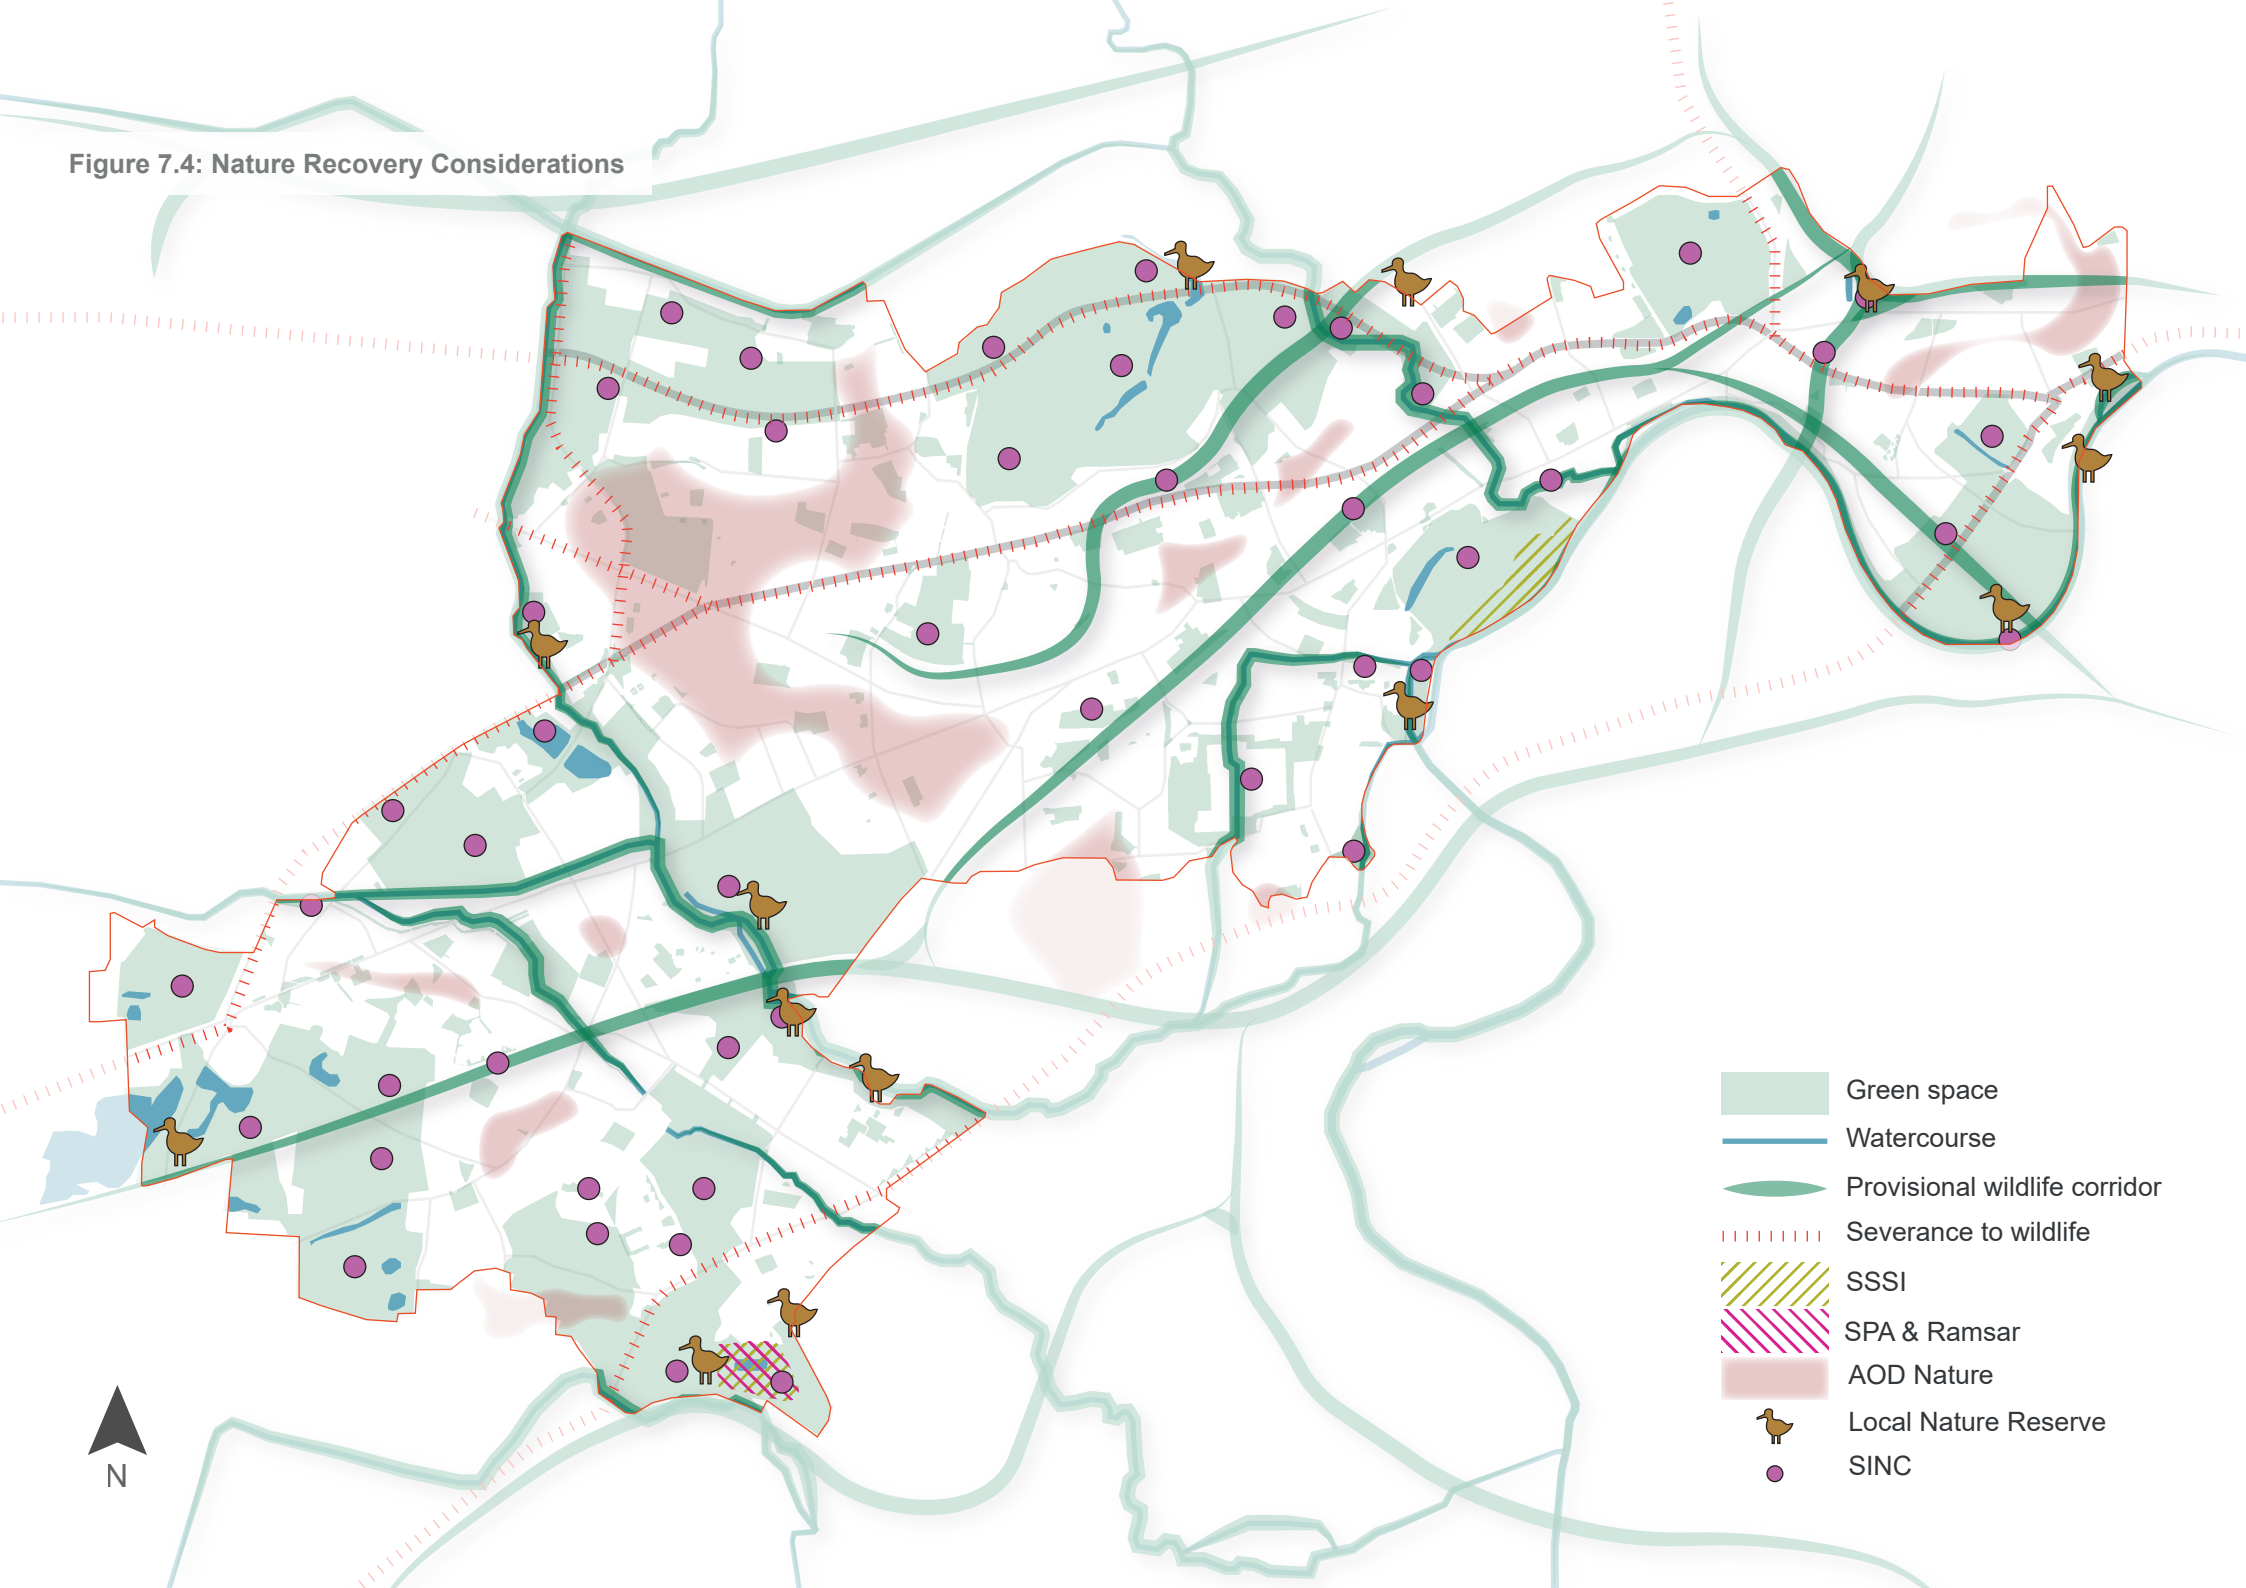 Figure 7.4: Nature Recovery Considerations
Green space
Watercourse
Provisional wildlife corridor
Severance to wildlife
SSSI
SPA & Ramsar
AOD Nature
Local Nature Reserve
SINC
N